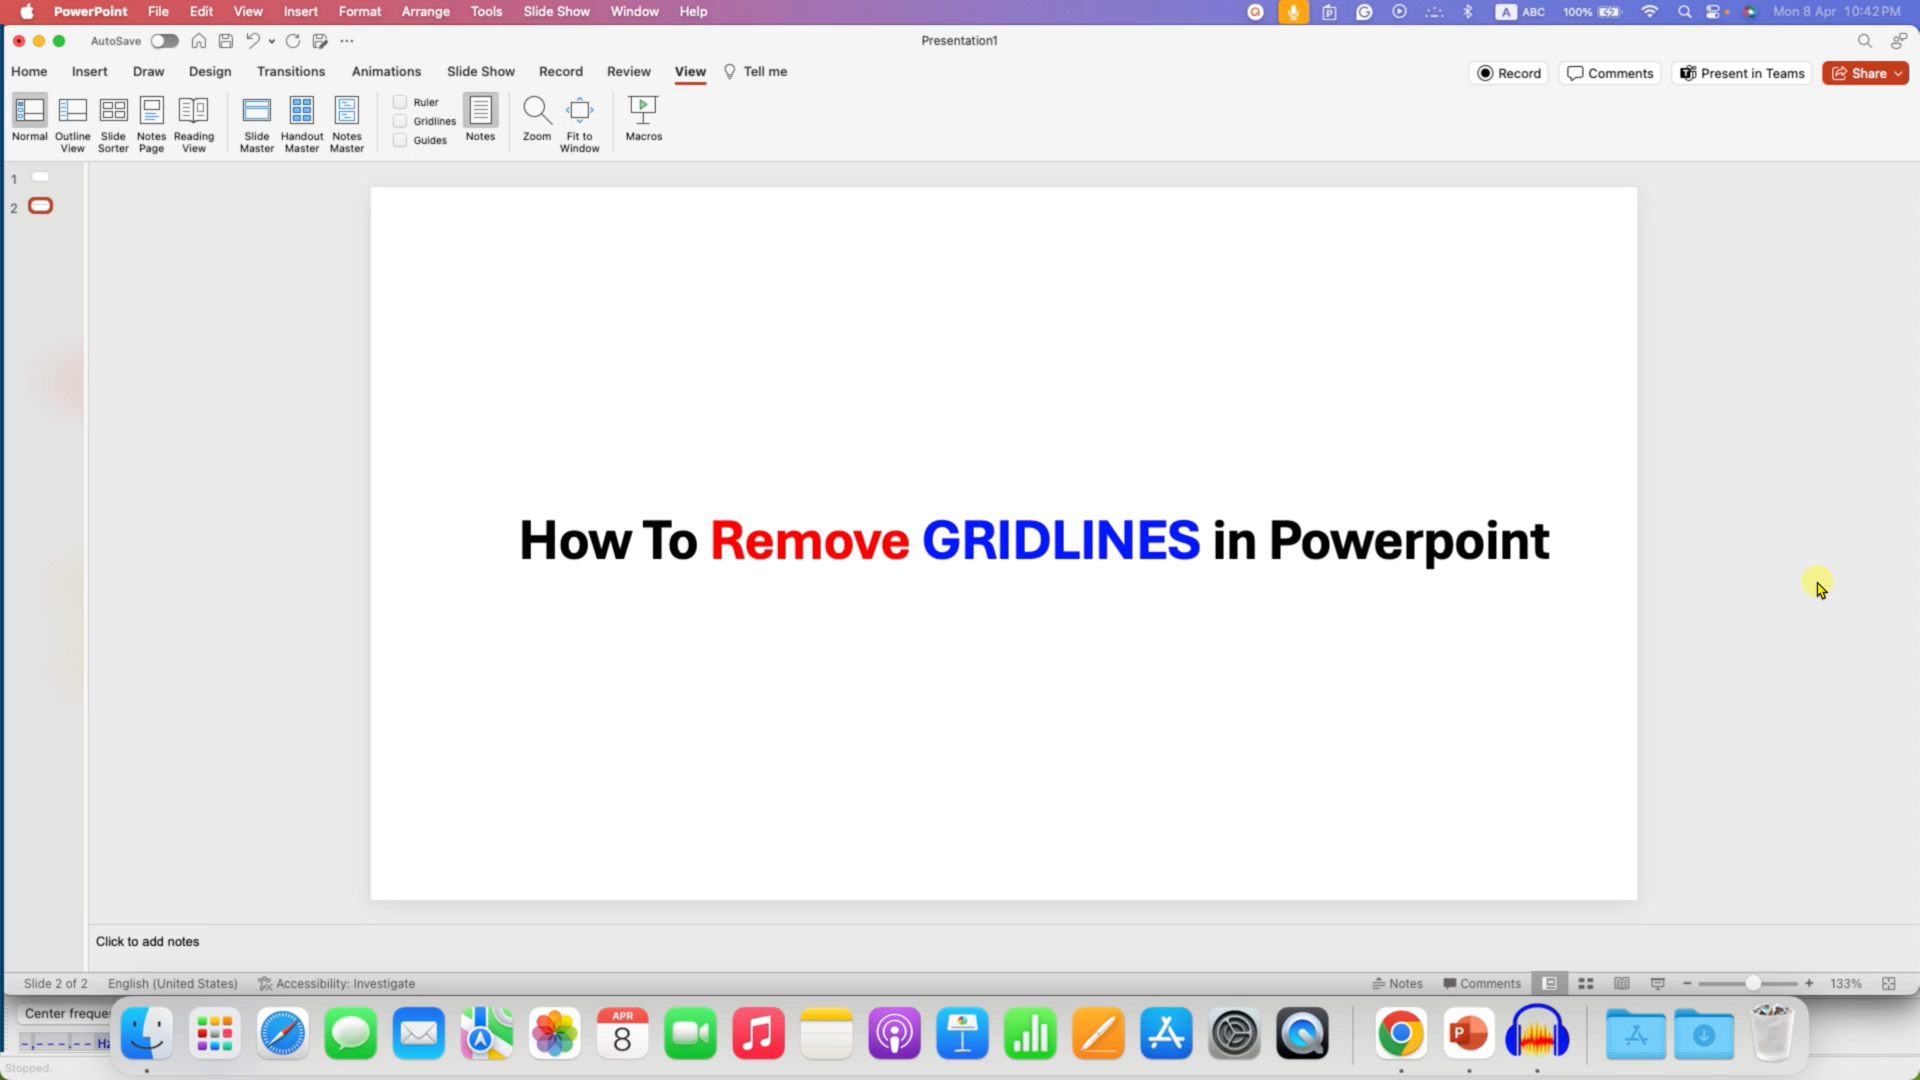 PowerPoint File Edit View Insert Format Arrange Tools Slide Show Window Help
A ABC 100% Mon 8 Apr 10:42 PM
AutoSave
Presentation1
Home Insert Draw Design Transitions Animations Slide Show Record Review View Tell me
Record Comments Present in Teams Share
Normal
Outline View
Slide Sorter
Notes Page
Reading View
Slide Master
Handout Master
Notes Master
Ruler
Gridlines
Guides
Notes
Zoom
Fit to Window
Macros
1
2
How To Remove GRIDLINES in Powerpoint
Click to add notes
Slide 2 of 2 English (United States) Accessibility: Investigate
Notes Comments 133%
Center freque
APR
8
Stopped.